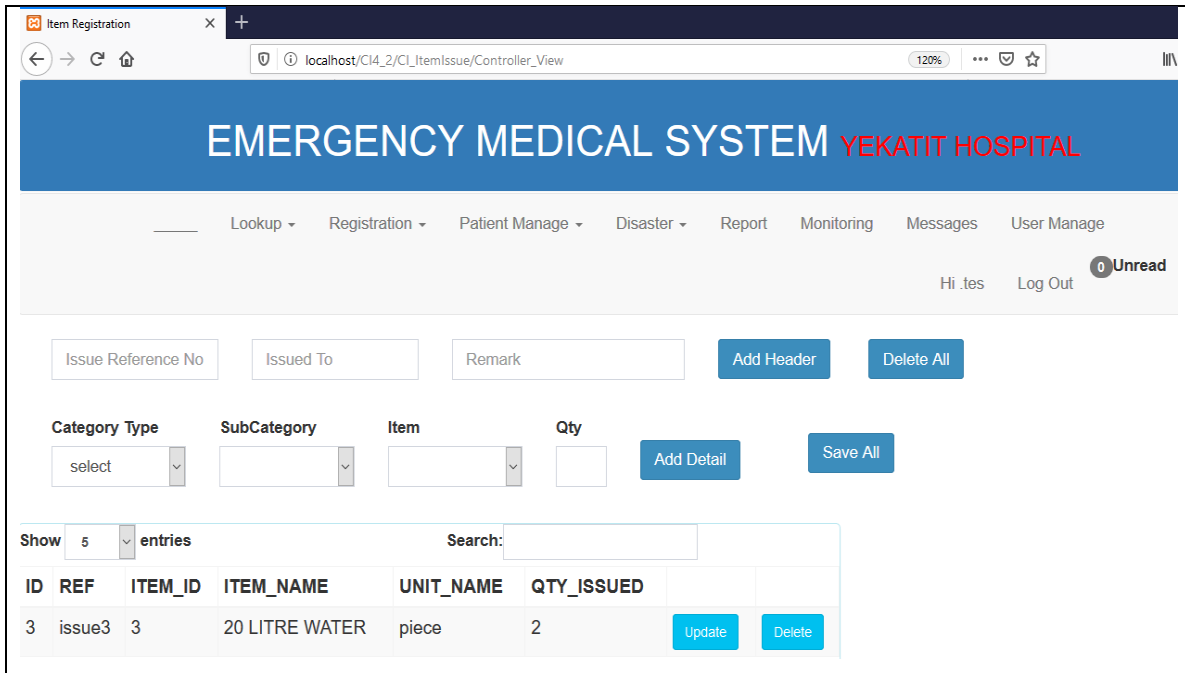 Item Registration
localhost/CI4_2/CI_ItemIssue/Controller_View
120%
EMERGENCY MEDICAL SYSTEM YEKATIT HOSPITAL
Lookup Registration Patient Manage Disaster Report Monitoring Messages User Manage
Hi .tes Log Out 0 Unread
Issue Reference No Issued To Remark Add Header Delete All
Category Type SubCategory Item Qty
select Add Detail Save All
Show 5 entries Search:
ID REF ITEM_ID ITEM_NAME UNIT_NAME QTY_ISSUED
3 issue3 3 20 LITRE WATER piece 2 Update Delete